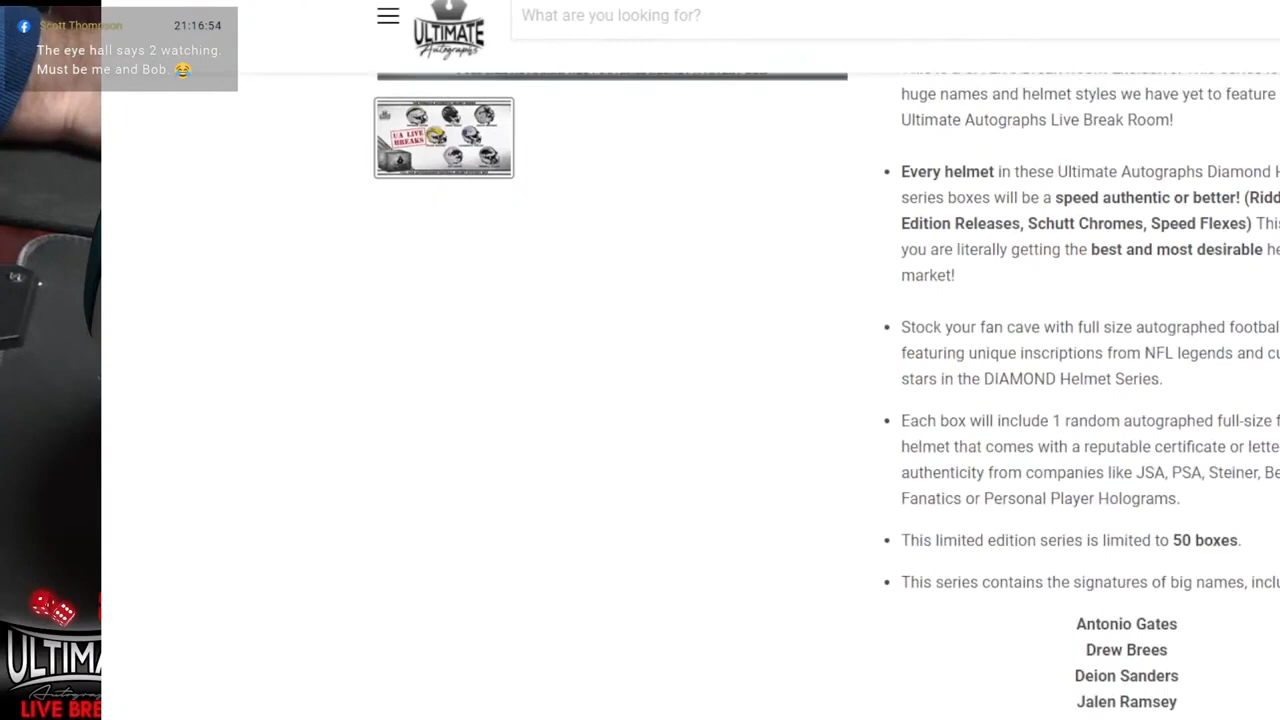 Scott Thompson 21:16:54
The eye hall says 2 watching.
Must be me and Bob. 😂
ULTIMATE
Autographs
What are you looking for?
huge names and helmet styles we have yet to feature
Ultimate Autographs Live Break Room!
UA LIVE
BREAKS
Every helmet in these Ultimate Autographs Diamond H
series boxes will be a speed authentic or better! (Ridd
Edition Releases, Schutt Chromes, Speed Flexes) This
you are literally getting the best and most desirable he
market!
Stock your fan cave with full size autographed footbal
featuring unique inscriptions from NFL legends and cu
stars in the DIAMOND Helmet Series.
Each box will include 1 random autographed full-size f
helmet that comes with a reputable certificate or lette
authenticity from companies like JSA, PSA, Steiner, Be
Fanatics or Personal Player Holograms.
This limited edition series is limited to 50 boxes.
This series contains the signatures of big names, inclu
Antonio Gates
Drew Brees
Deion Sanders
Jalen Ramsey
ULTIMA
Autograp
LIVE BRE